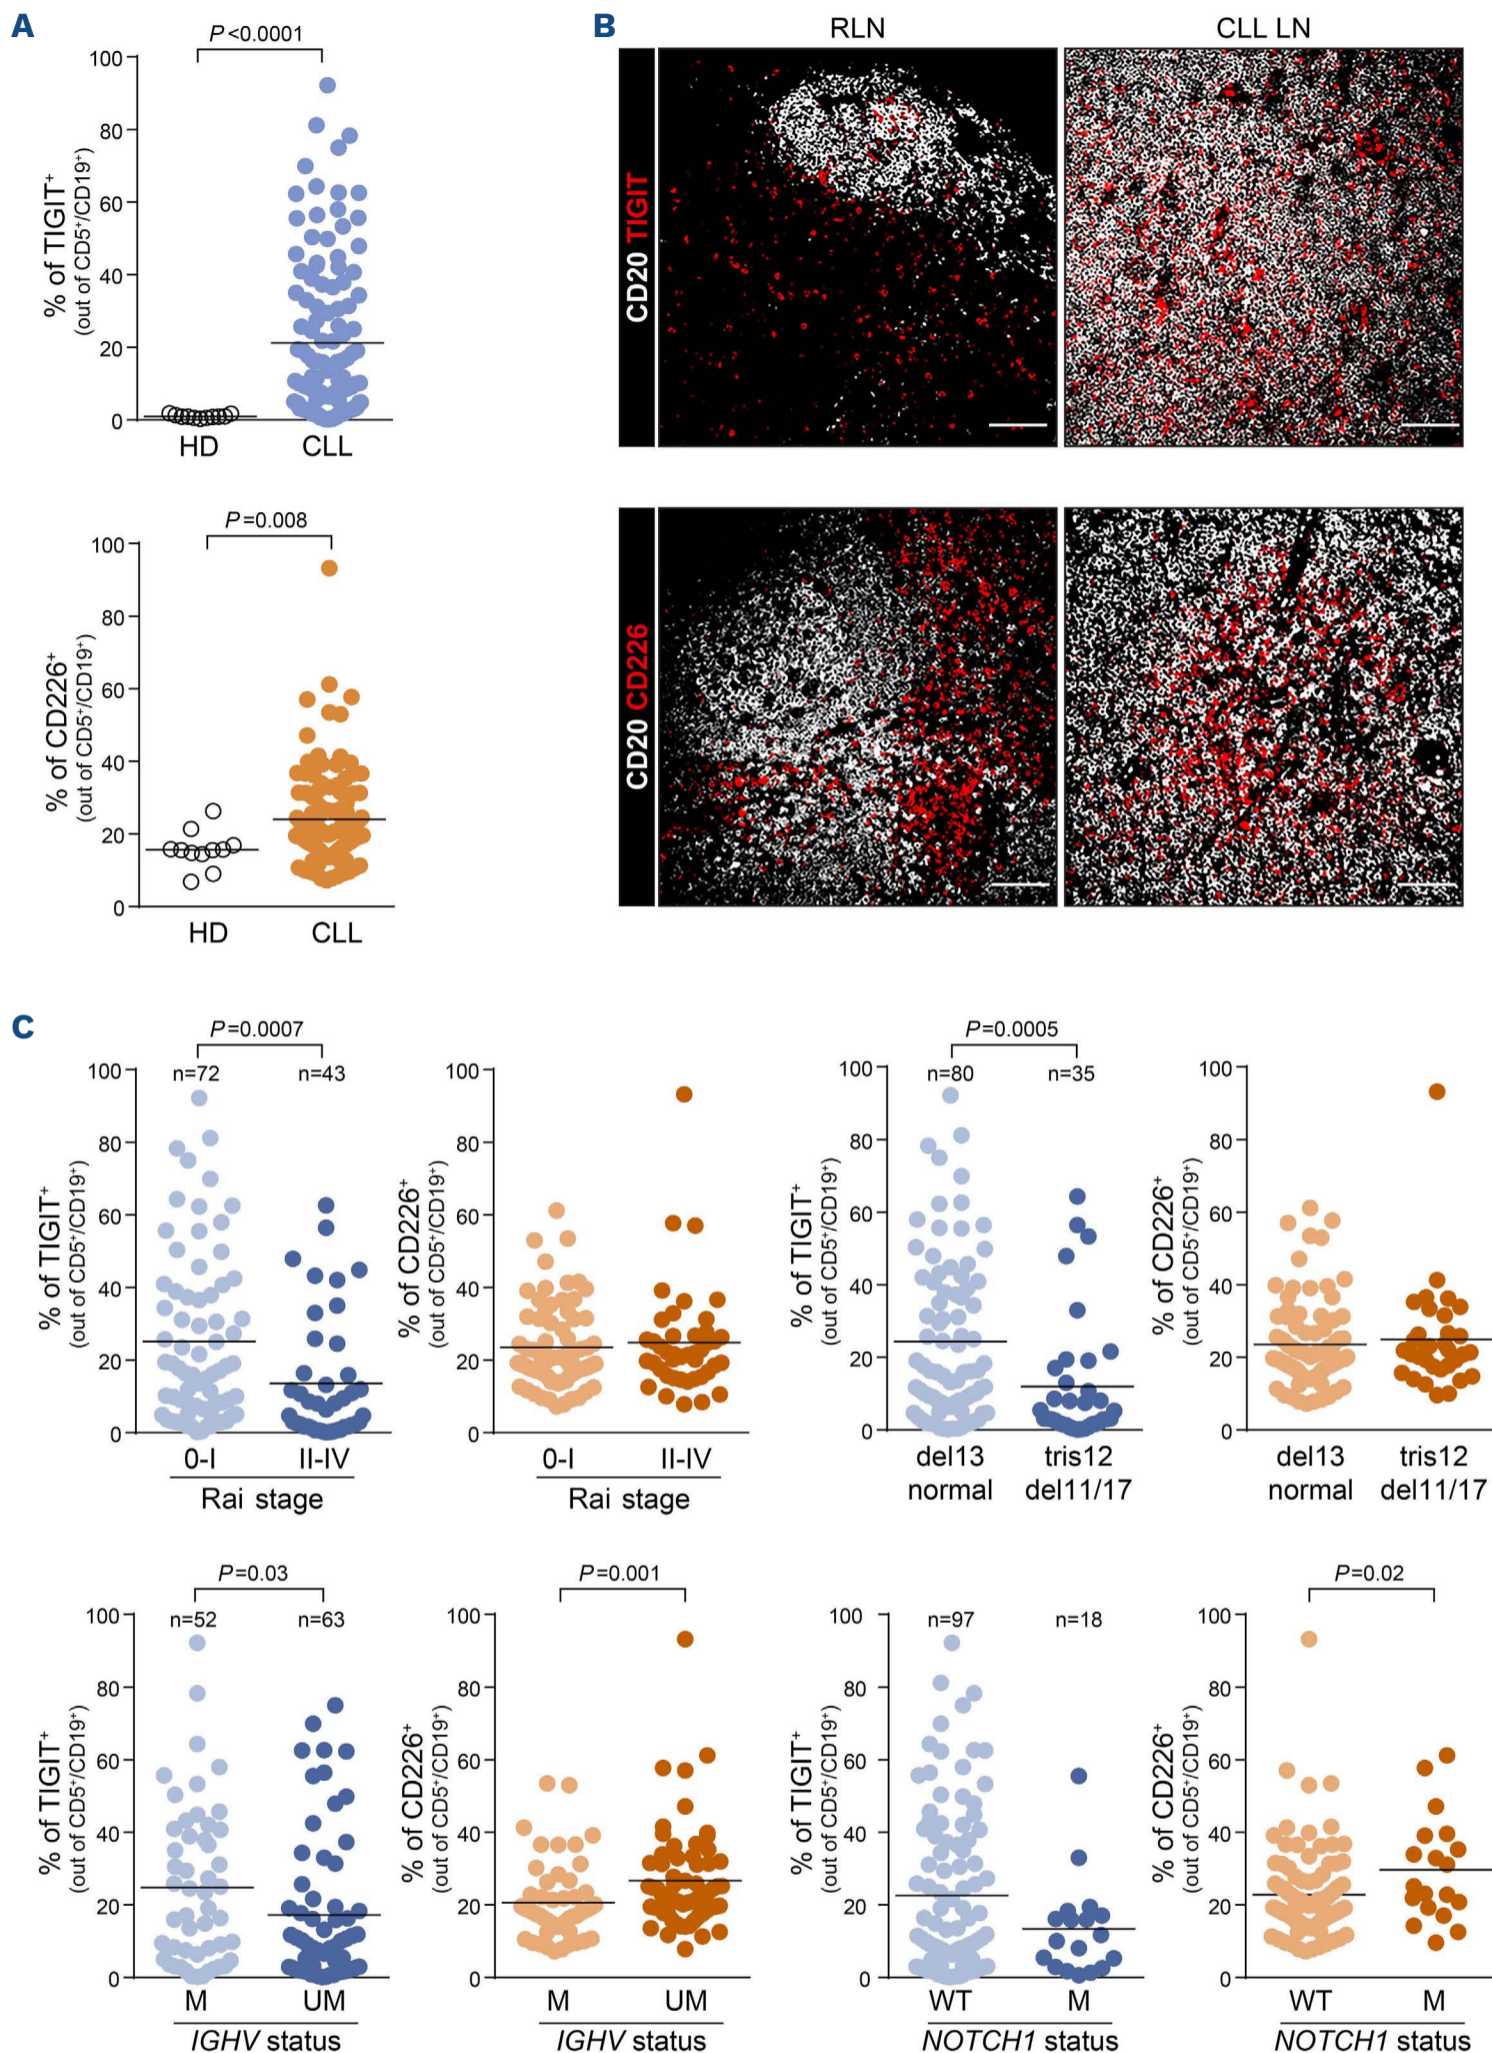 A
P<0.0001
100
80
60
40
20
0
% of TIGIT⁺
(out of CD5⁺/CD19⁺)
HD
CLL
P=0.008
100
80
60
40
20
0
% of CD226⁺
(out of CD5⁺/CD19⁺)
HD
CLL
B
RLN
CLL LN
CD20 TIGIT
CD20 CD226
C
P=0.0007
n=72
n=43
100
80
60
40
20
0
% of TIGIT⁺
(out of CD5⁺/CD19⁺)
0-I
II-IV
Rai stage
100
80
60
40
20
0
% of CD226⁺
(out of CD5⁺/CD19⁺)
0-I
II-IV
Rai stage
P=0.0005
n=80
n=35
100
80
60
40
20
0
% of TIGIT⁺
(out of CD5⁺/CD19⁺)
del13
normal
tris12
del11/17
100
80
60
40
20
0
% of CD226⁺
(out of CD5⁺/CD19⁺)
del13
normal
tris12
del11/17
P=0.03
n=52
n=63
100
80
60
40
20
0
% of TIGIT⁺
(out of CD5⁺/CD19⁺)
M
UM
IGHV status
P=0.001
100
80
60
40
20
0
% of CD226⁺
(out of CD5⁺/CD19⁺)
M
UM
IGHV status
n=97
n=18
100
80
60
40
20
0
% of TIGIT⁺
(out of CD5⁺/CD19⁺)
WT
M
NOTCH1 status
P=0.02
100
80
60
40
20
0
% of CD226⁺
(out of CD5⁺/CD19⁺)
WT
M
NOTCH1 status